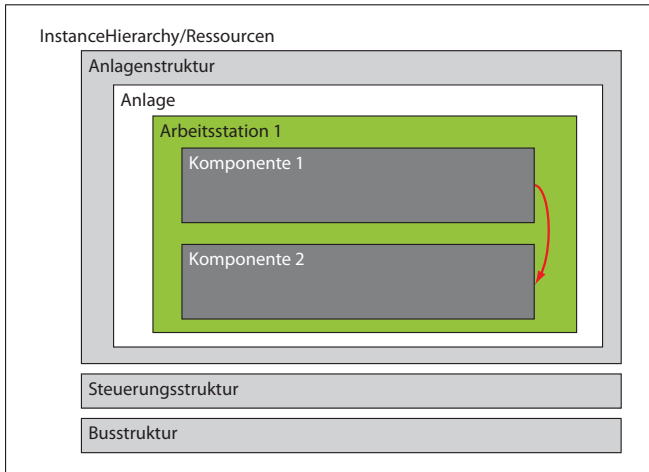 InstanceHierarchy/Ressourcen
Anlagenstruktur
Anlage
Arbeitsstation 1
Komponente 1
Komponente 2
Steuerungsstruktur
Busstruktur